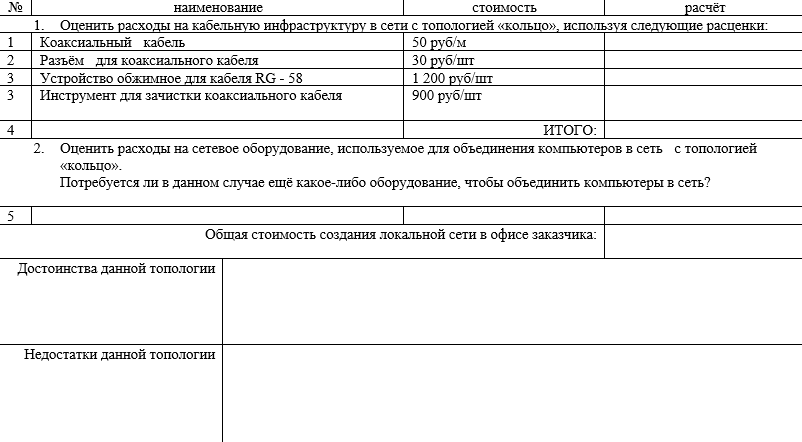 № наименование стоимость расчёт
1. Оценить расходы на кабельную инфраструктуру в сети с топологией «кольцо», используя следующие расценки:
1 Коаксиальный кабель 50 руб/м
2 Разъём для коаксиального кабеля 30 руб/шт
3 Устройство обжимное для кабеля RG - 58 1 200 руб/шт
3 Инструмент для зачистки коаксиального кабеля 900 руб/шт
4 ИТОГО:
2. Оценить расходы на сетевое оборудование, используемое для объединения компьютеров в сеть с топологией
«кольцо».
Потребуется ли в данном случае ещё какое-либо оборудование, чтобы объединить компьютеры в сеть?
5
Общая стоимость создания локальной сети в офисе заказчика:
Достоинства данной топологии
Недостатки данной топологии